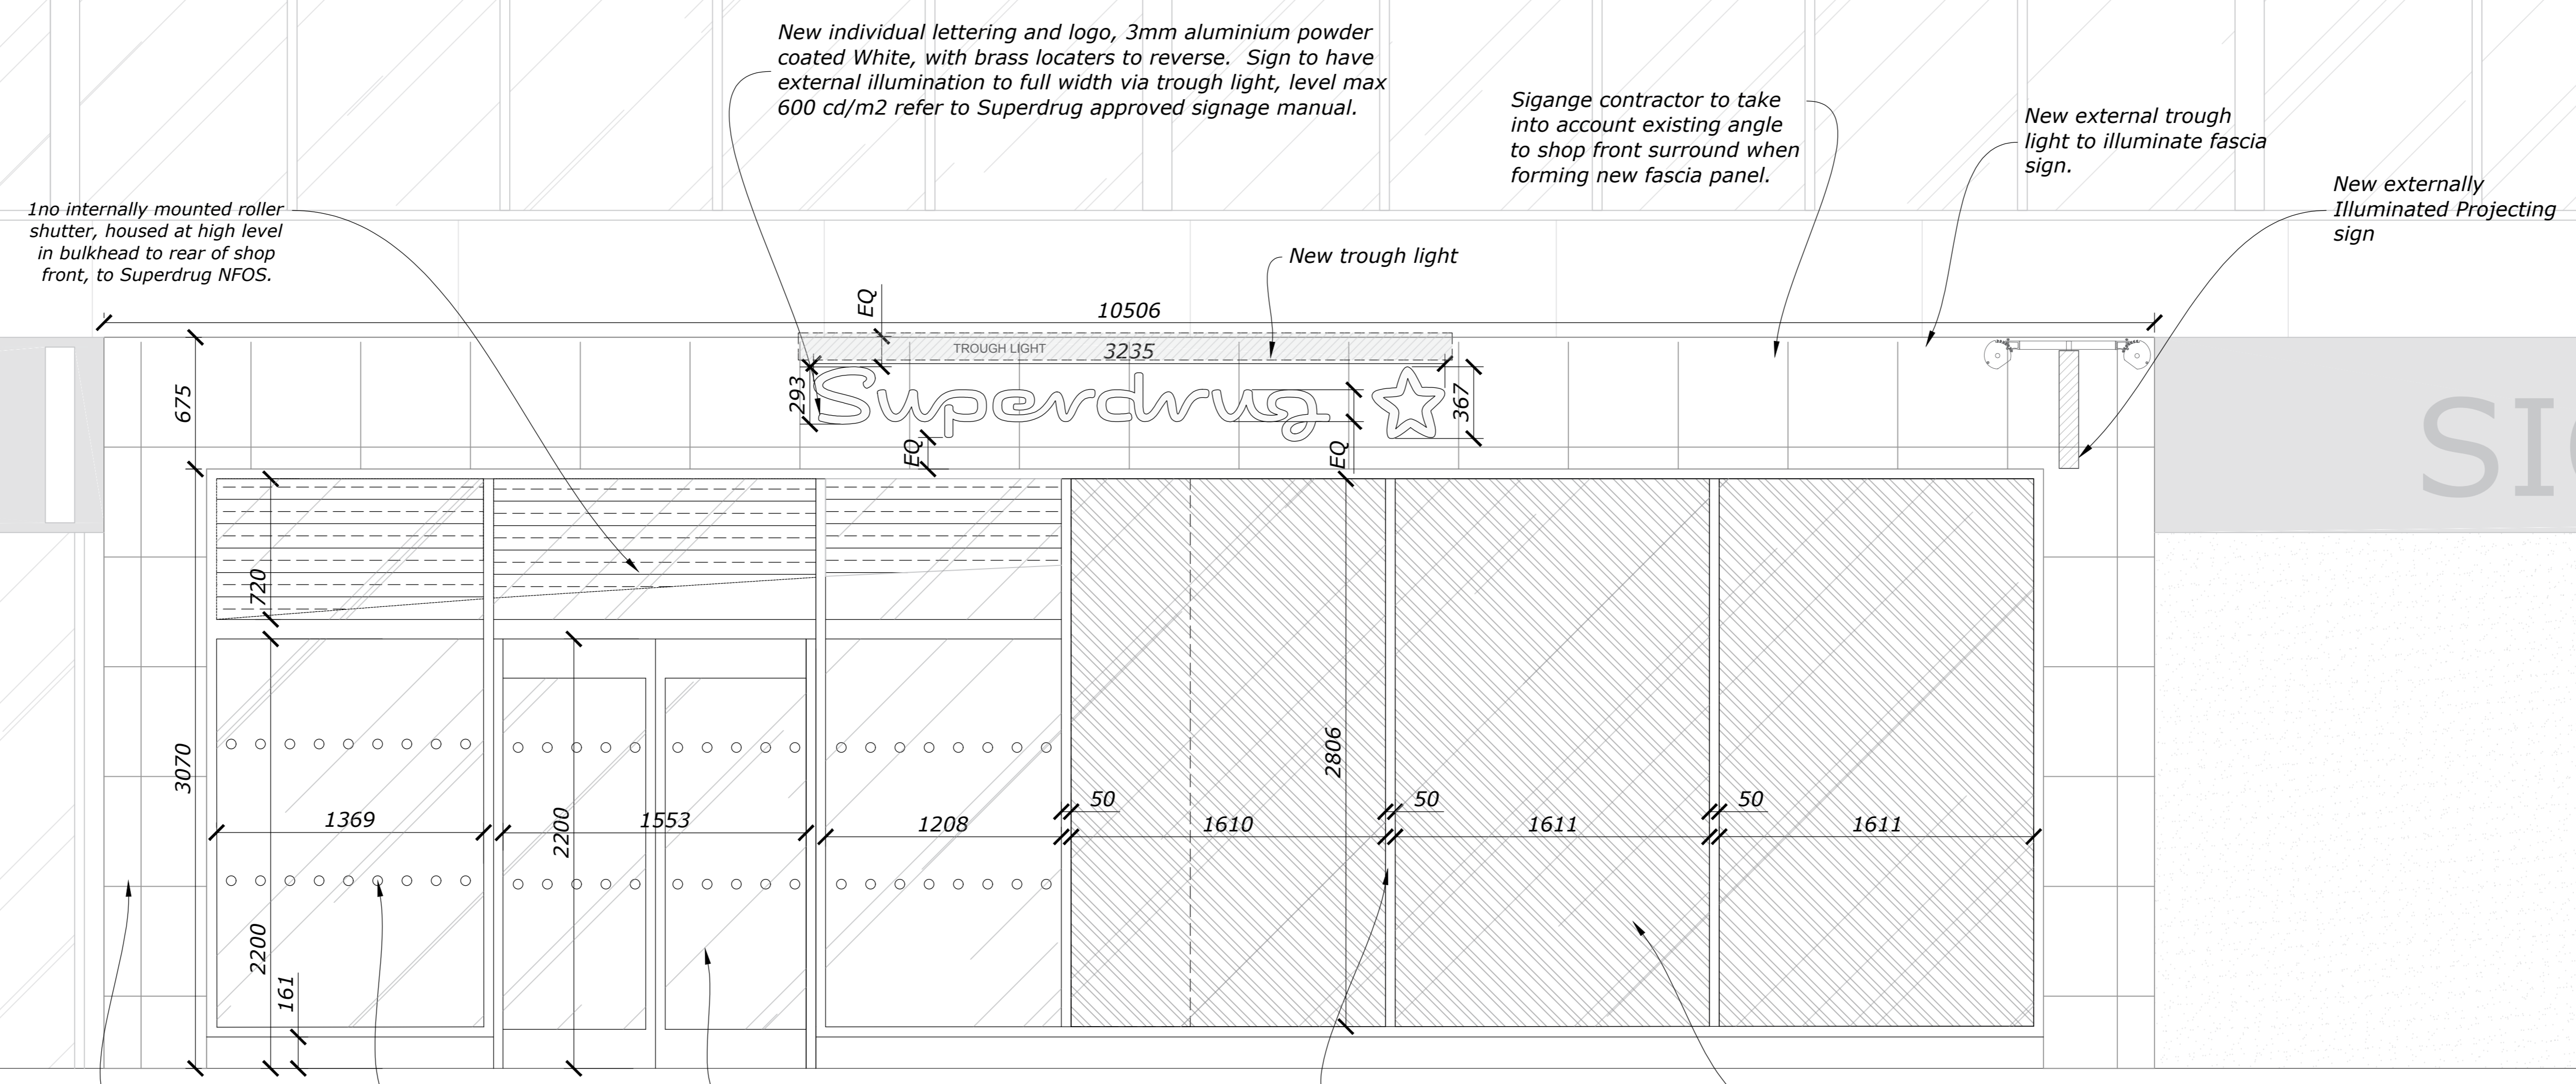 New individual lettering and logo, 3mm aluminium powder
coated White, with brass locaters to reverse.  Sign to have
external illumination to full width via trough light, level max
600 cd/m2 refer to Superdrug approved signage manual.
Sigange contractor to take
into account existing angle
to shop front surround when
forming new fascia panel.
New external trough
light to illuminate fascia
sign.
New externally
Illuminated Projecting
sign
1no internally mounted roller
shutter, housed at high level
in bulkhead to rear of shop
front, to Superdrug NFOS.
New trough light
EQ
10506
TROUGH LIGHT
3235
675
293
Superdrug
367
EQ
EQ
SI
720
3070
2200
161
1369
2200
1553
1208
50
1610
2806
50
1611
50
1611